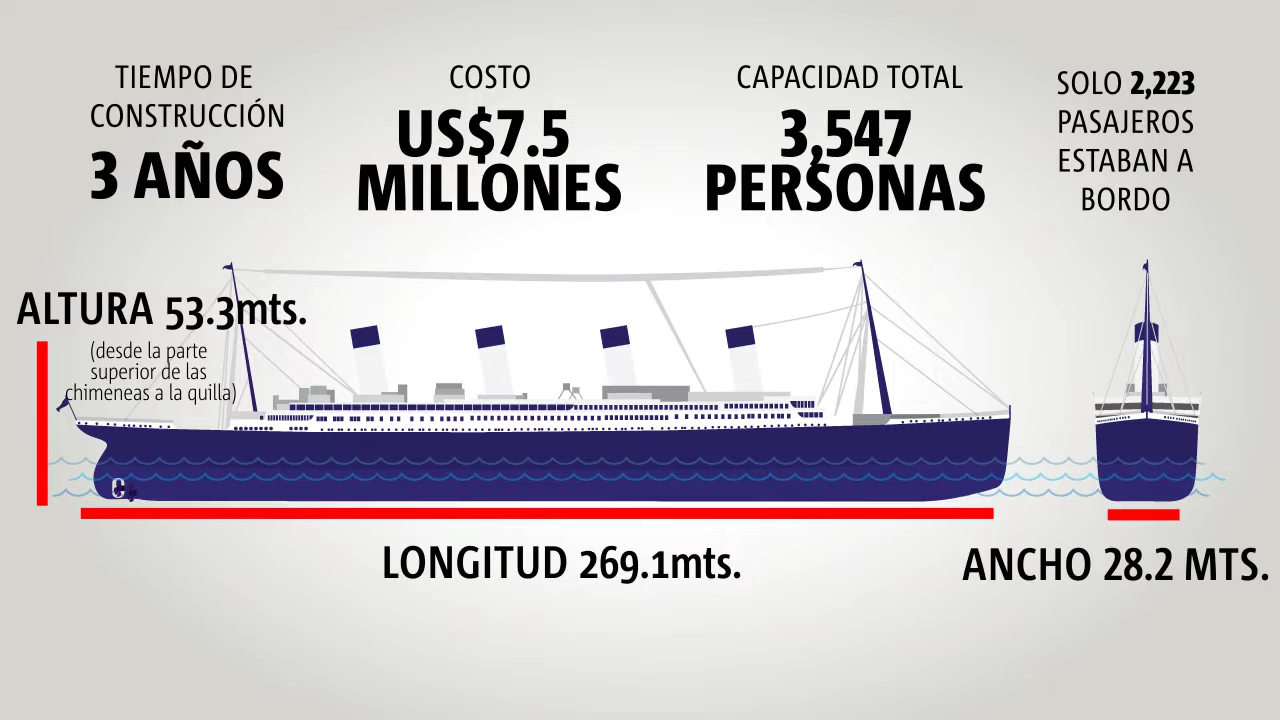 TIEMPO DE
CONSTRUCCIÓN
3 AÑOS
COSTO
US$7.5
MILLONES
CAPACIDAD TOTAL
3,547
PERSONAS
SOLO 2,223
PASAJEROS
ESTABAN A
BORDO
ALTURA 53.3mts.
(desde la parte
superior de las
chimeneas a la quilla)
LONGITUD 269.1mts.
ANCHO 28.2 MTS.